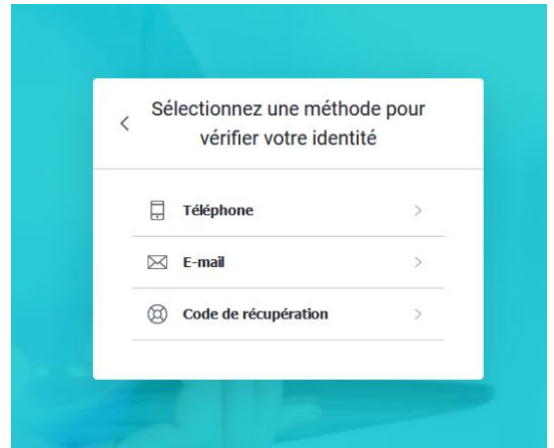 Sélectionnez une méthode pour
vérifier votre identité
Téléphone
E-mail
Code de récupération